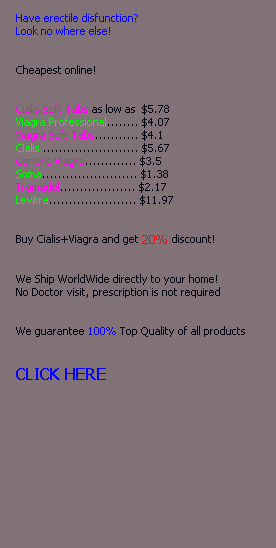 Have erectile disfunction?
Look no where else!
Cheapest online!
Cialis Soft Tabs as low as $5.78
Viagra Professional........ $4.07
Viagra Soft Tabs............ $4.1
Cialis.......................... $5.67
Generic Viagra............. $3.5
Soma.......................... $1.38
Tramadol.................... $2.17
Levitra........................ $11.97
Buy Cialis+Viagra and get 20% discount!
We Ship WorldWide directly to your home!
No Doctor visit, prescription is not required
We guarantee 100% Top Quality of all products
CLICK HERE